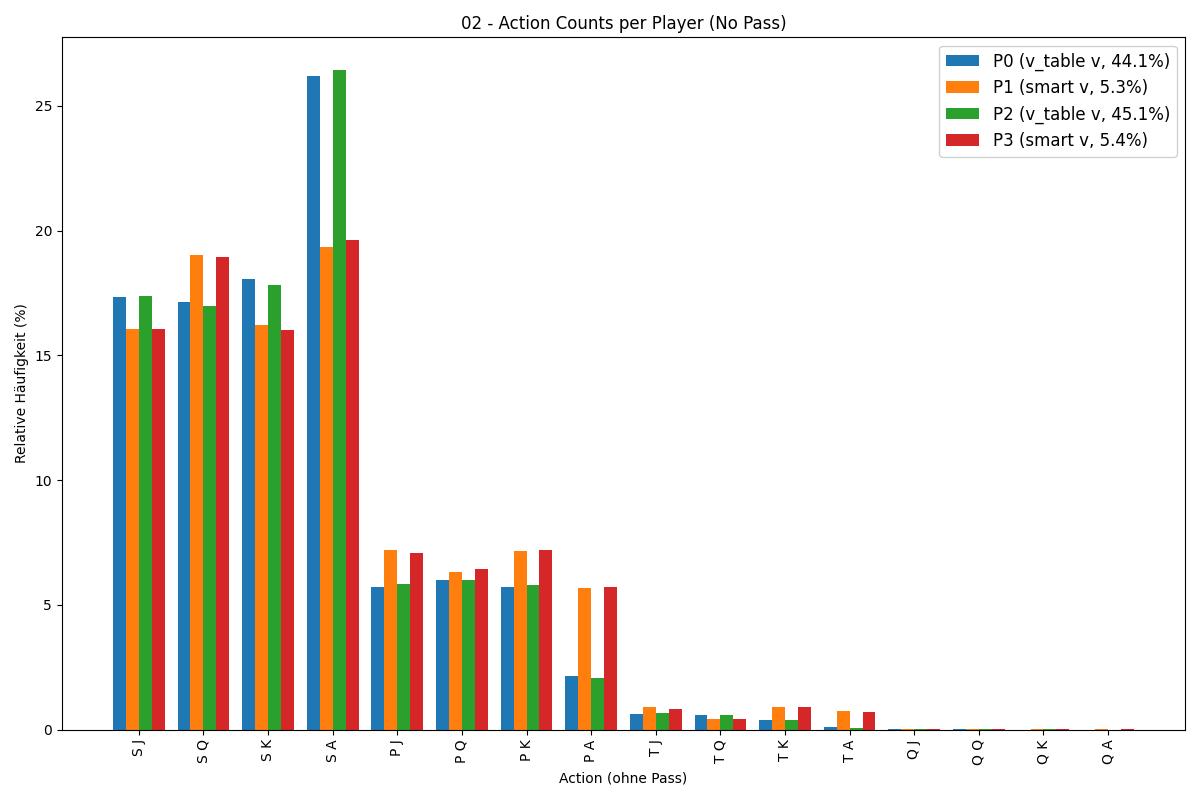 02 - Action Counts per Player (No Pass)
P0 (v_table v, 44.1%)
P1 (smart v, 5.3%)
P2 (v_table v, 45.1%)
P3 (smart v, 5.4%)
Relative Häufigkeit (%)
25
20
15
10
5
0
S J
S Q
S K
S A
P J
P Q
P K
P A
T J
T Q
T K
T A
Q J
Q Q
Q K
Q A
Action (ohne Pass)